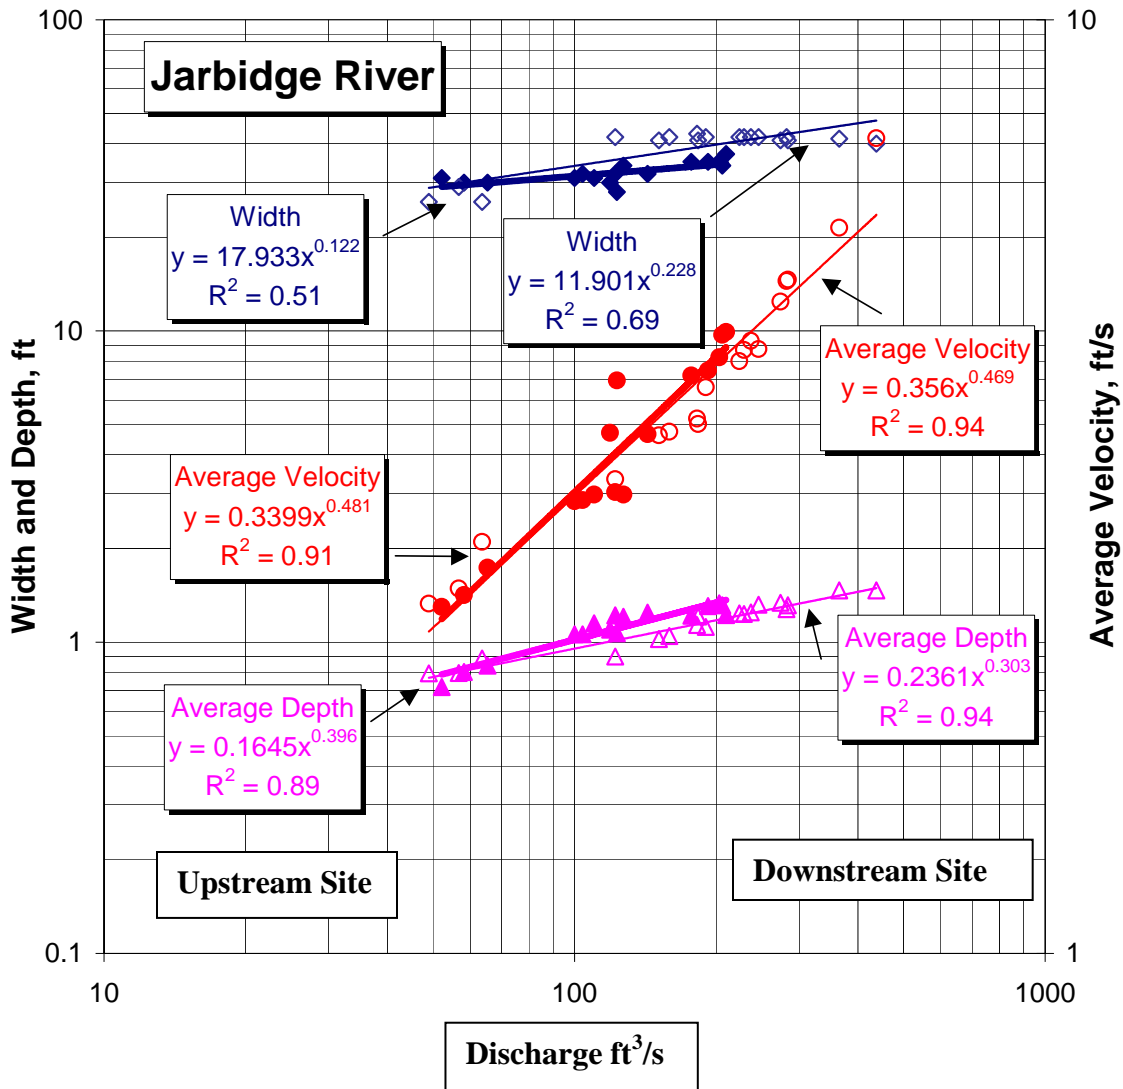 100
10
Jarbidge River
Width
y = 17.933x^0.122
R^2 = 0.51
Width
y = 11.901x^0.228
R^2 = 0.69
10
10
Average Velocity
y = 0.356x^0.469
R^2 = 0.94
Width and Depth, ft
Average Velocity, ft/s
Average Velocity
y = 0.3399x^0.481
R^2 = 0.91
1
1
Average Depth
y = 0.2361x^0.303
R^2 = 0.94
Average Depth
y = 0.1645x^0.396
R^2 = 0.89
Upstream Site
Downstream Site
0.1
1
10
100
1000
Discharge ft^3/s